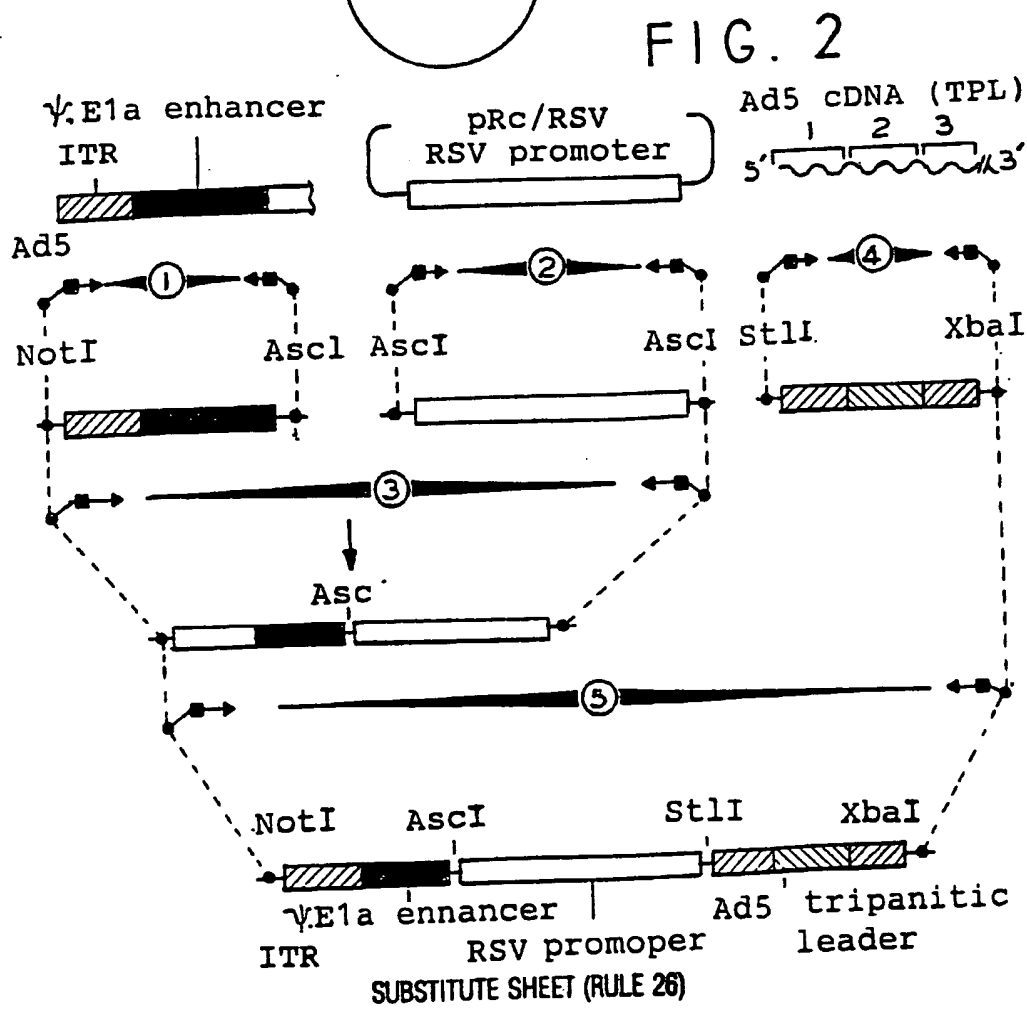 FIG. 2
ψ.E1a enhancer
ITR
pRc/RSV
RSV promoter
Ad5 cDNA (TPL)
1 2 3
5' 3'
Ad5
1 2 4
NotI Ascl AscI AscI StlI XbaI
3
Asc
5
NotI AscI StlI XbaI
ψ.E1a ennancer
ITR
RSV promoper
Ad5 tripanitic
leader
SUBSTITUTE SHEET (RULE 26)